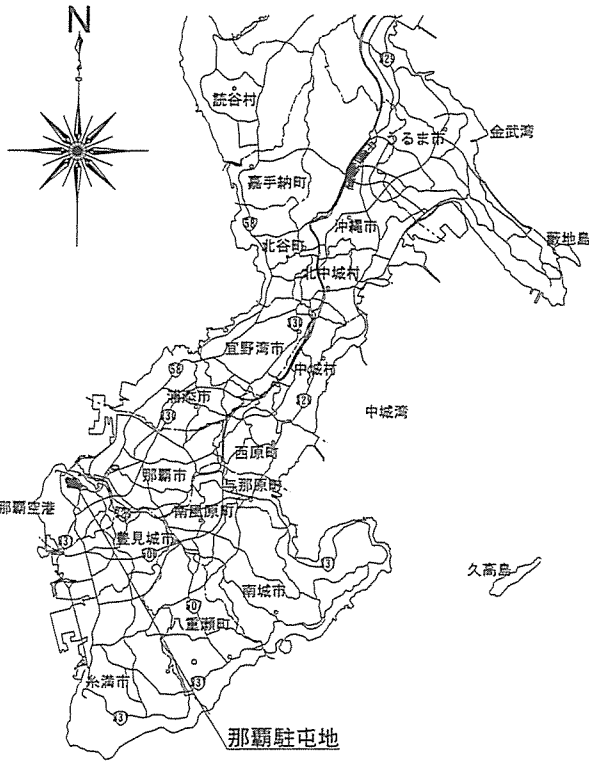 N
読谷村
うるま市
金武湾
嘉手納町
58
沖縄市
藪地島
北谷町
北中城村
宜野湾市
中城村
58
浦添市
中城湾
西原町
那覇市
与那原町
那覇空港
南風原町
豊見城市
久高島
南城市
八重瀬町
糸満市
那覇駐屯地